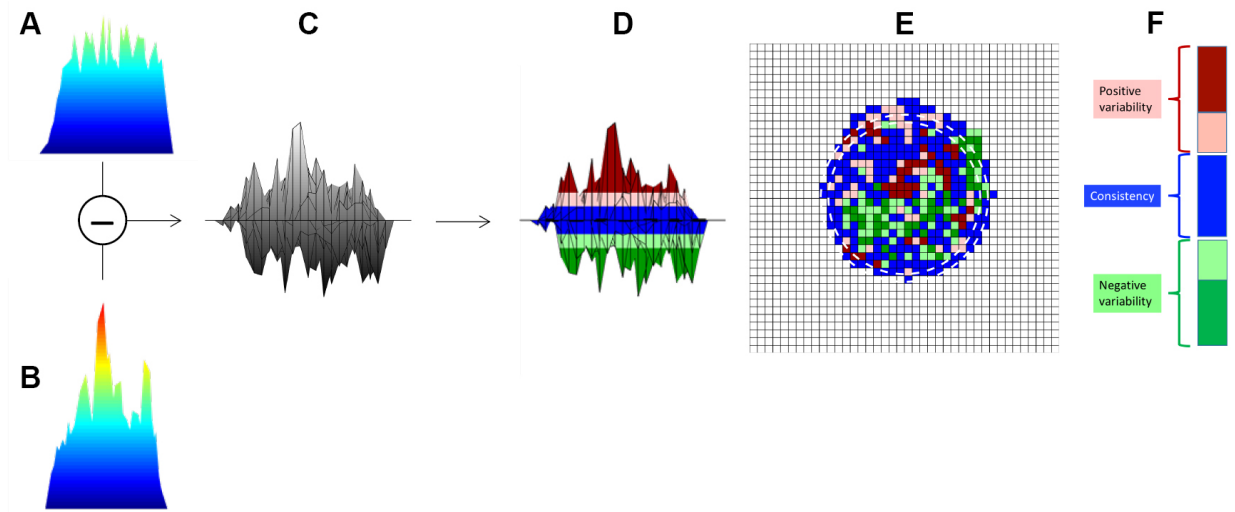 A
C
D
E
F
Positive
variability
Consistency
B
Negative
variability